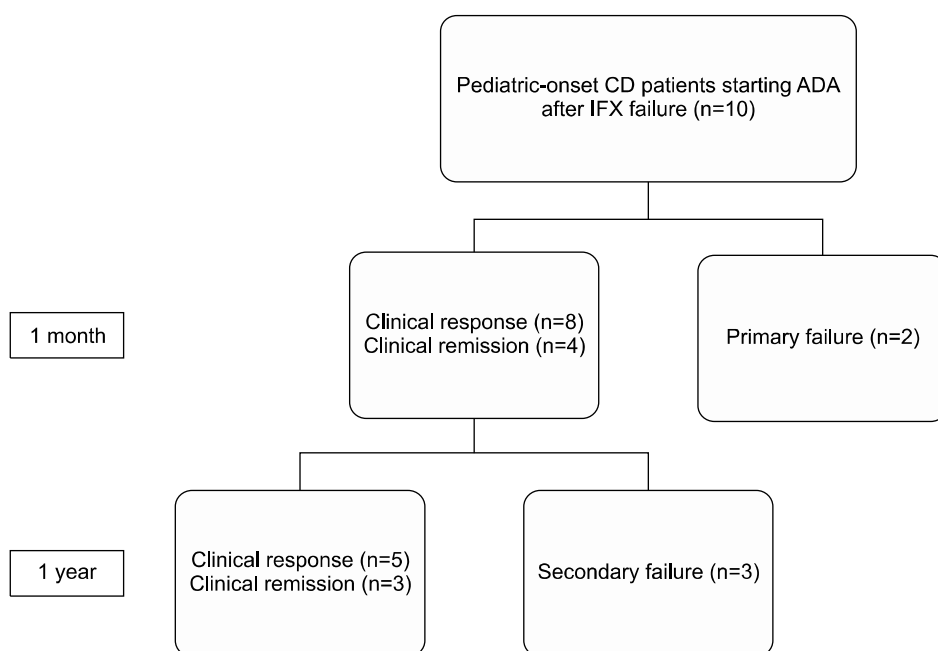 Pediatric-onset CD patients starting ADA
after IFX failure (n=10)
1 month
Clinical response (n=8)
Clinical remission (n=4)
Primary failure (n=2)
1 year
Clinical response (n=5)
Clinical remission (n=3)
Secondary failure (n=3)